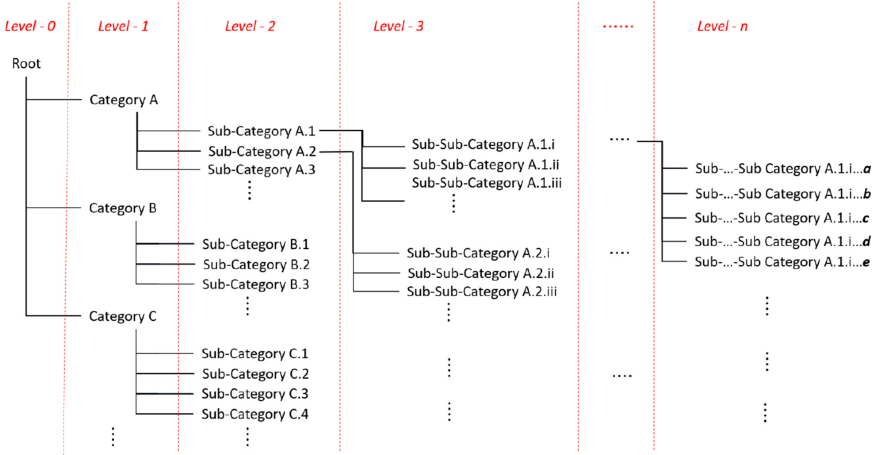 Level - 0 Level - 1 Level - 2 Level - 3 ...... Level - n
Root
Category A
Sub-Category A.1
Sub-Category A.2
Sub-Category A.3
Category B
Sub-Category B.1
Sub-Category B.2
Sub-Category B.3
Category C
Sub-Category C.1
Sub-Category C.2
Sub-Category C.3
Sub-Category C.4
Sub-Sub-Category A.1.i
Sub-Sub-Category A.1.ii
Sub-Sub-Category A.1.iii
Sub-Sub-Category A.2.i
Sub-Sub-Category A.2.ii
Sub-Sub-Category A.2.iii
....
....
....
Sub-...-Sub Category A.1.i...a
Sub-...-Sub Category A.1.i...b
Sub-...-Sub Category A.1.i...c
Sub-...-Sub Category A.1.i...d
Sub-...-Sub Category A.1.i...e